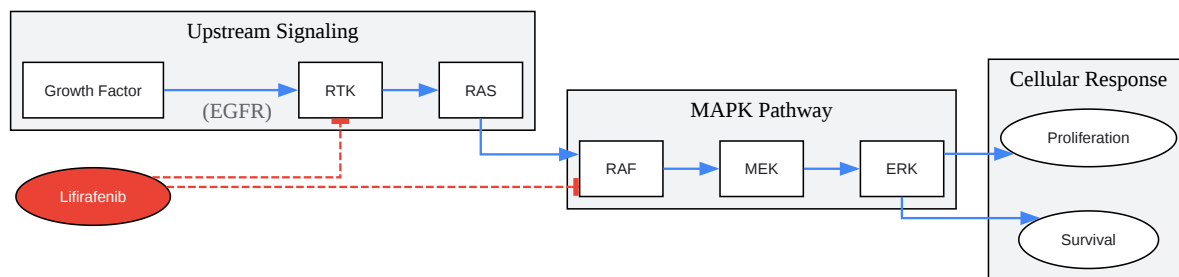 Upstream Signaling
Growth Factor
(EGFR)
RTK
RAS
Lifirafenib
MAPK Pathway
RAF
MEK
ERK
Cellular Response
Proliferation
Survival